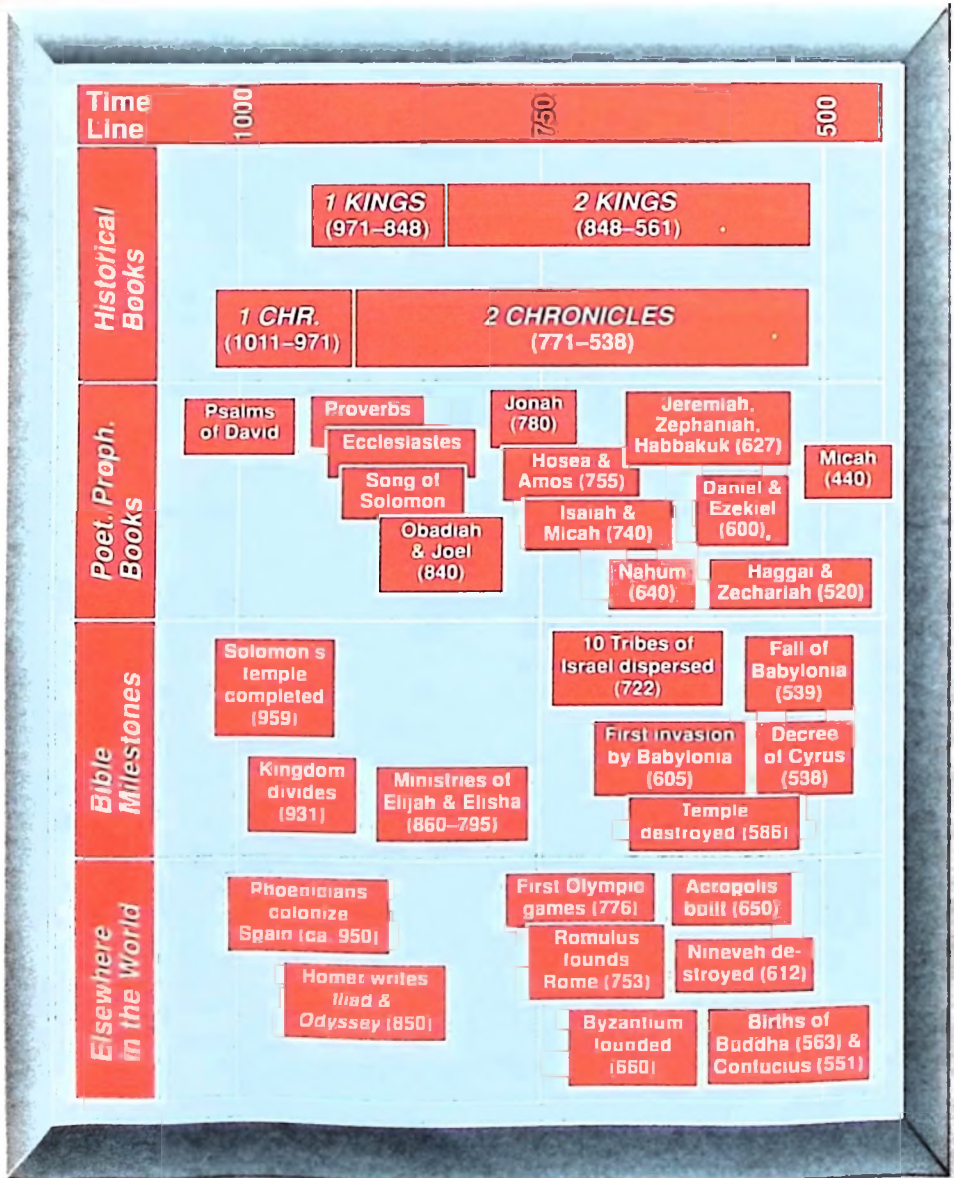 Time
Line
1000
750
500
Historical
Books
1 KINGS
(971–848)
2 KINGS
(848–561)
1 CHR.
(1011–971)
2 CHRONICLES
(771–538)
Poet. Proph.
Books
Psalms
of David
Proverbs
Ecclesiastes
Song of
Solomon
Obadiah
& Joel
(840)
Jonah
(780)
Hosea &
Amos (755)
Isaiah &
Micah (740)
Nahum
(640)
Jeremiah,
Zephaniah,
Habbakuk (627)
Daniel &
Ezekiel
(600)
Haggai &
Zechariah (520)
Micah
(440)
Bible
Milestones
Solomon s
temple
completed
(959)
Kingdom
divides
(931)
Ministries of
Elijah & Elisha
(860–795)
10 Tribes of
Israel dispersed
(722)
First invasion
by Babylonia
(605)
Temple
destroyed (586)
Fall of
Babylonia
(539)
Decree
of Cyrus
(538)
Elsewhere
in the World
Phoenicians
colonize
Spain (ca. 950)
Homer writes
Iliad &
Odyssey (850)
First Olympic
games (776)
Romulus
founds
Rome (753)
Byzantium
founded
(660)
Acropolis
built (650)
Nineveh de-
stroyed (612)
Births of
Buddha (563) &
Confucius (551)